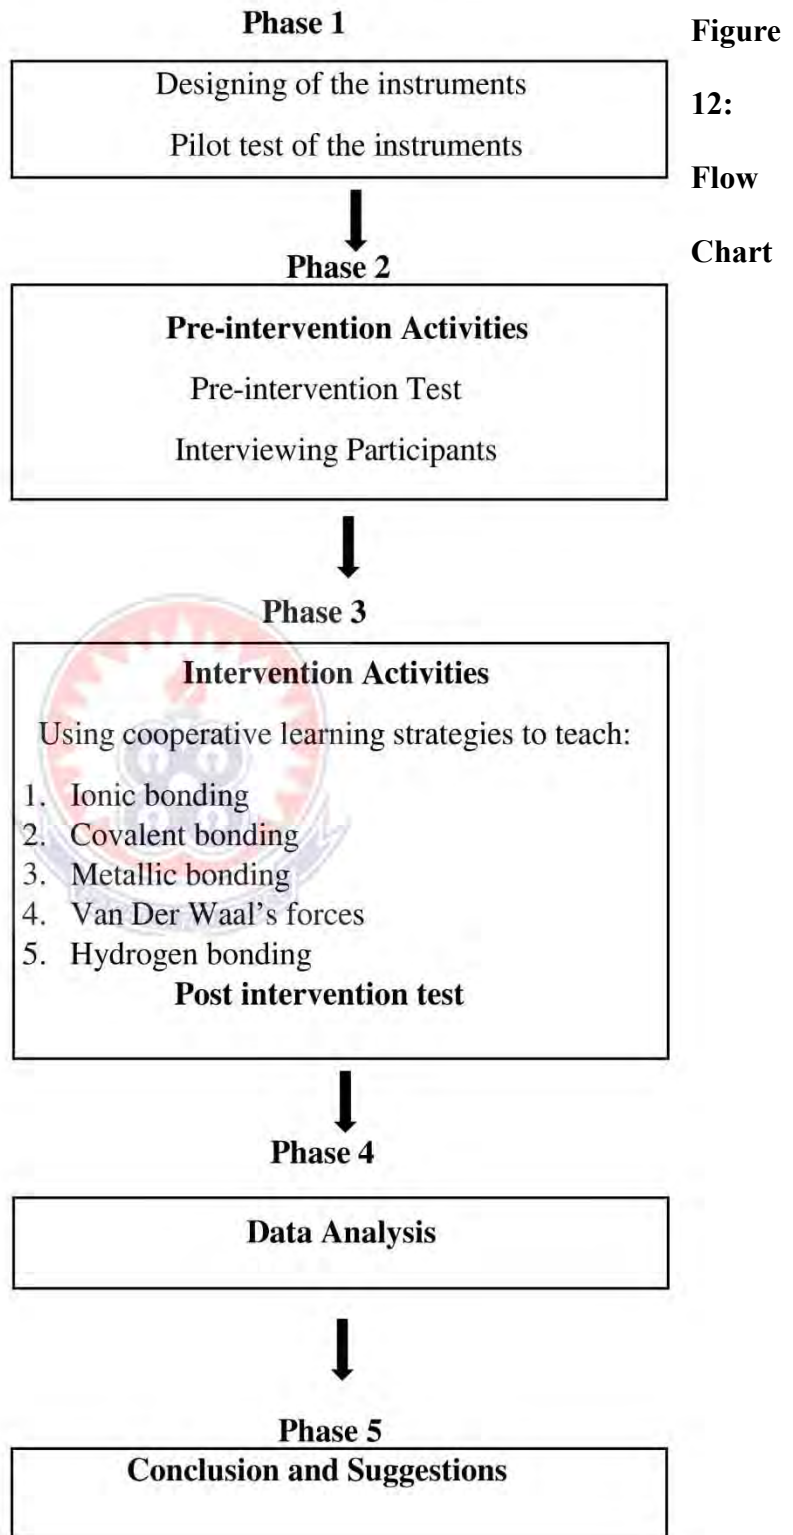 Phase 1
Designing of the instruments
Pilot test of the instruments
Phase 2
Pre-intervention Activities
Pre-intervention Test
Interviewing Participants
Phase 3
Intervention Activities
Using cooperative learning strategies to teach:
1. Ionic bonding
2. Covalent bonding
3. Metallic bonding
4. Van Der Waal’s forces
5. Hydrogen bonding
Post intervention test
Phase 4
Data Analysis
Phase 5
Conclusion and Suggestions
Figure
12:
Flow
Chart